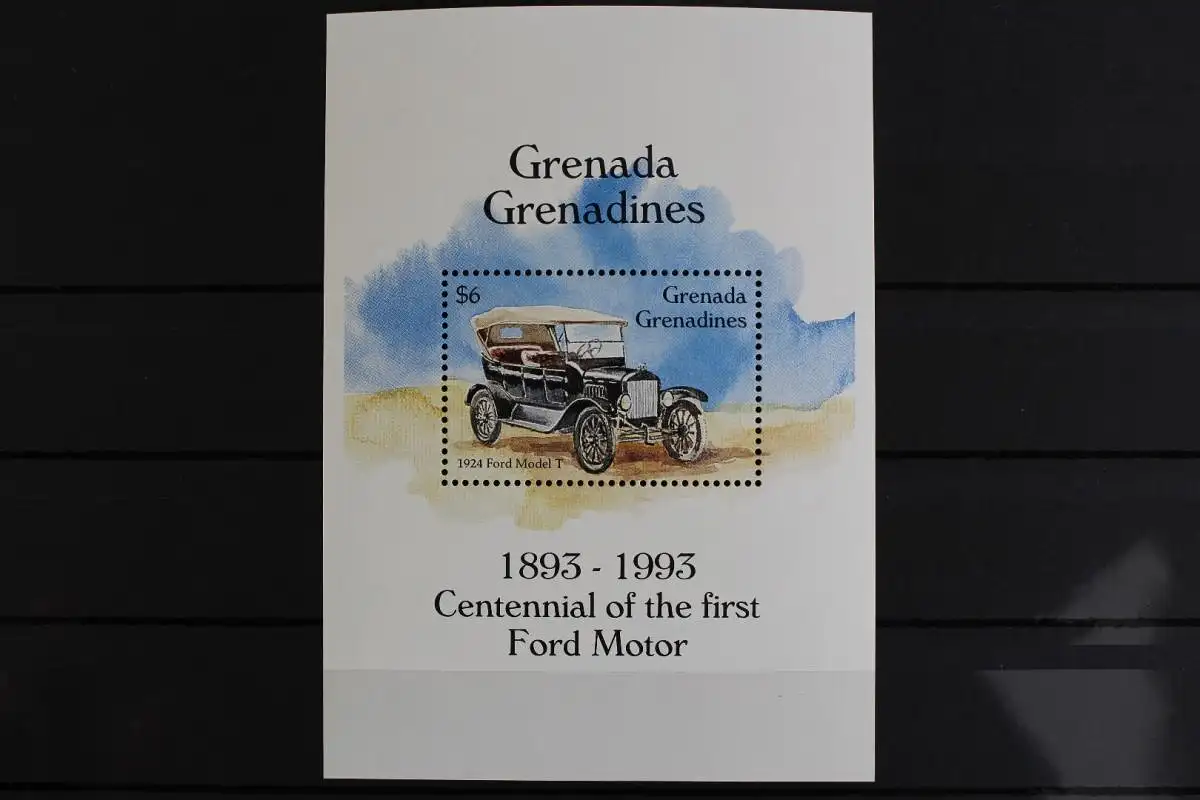 Grenada
Grenadines
$6
Grenada
Grenadines
1924 Ford Model T
1893 - 1993
Centennial of the first
Ford Motor